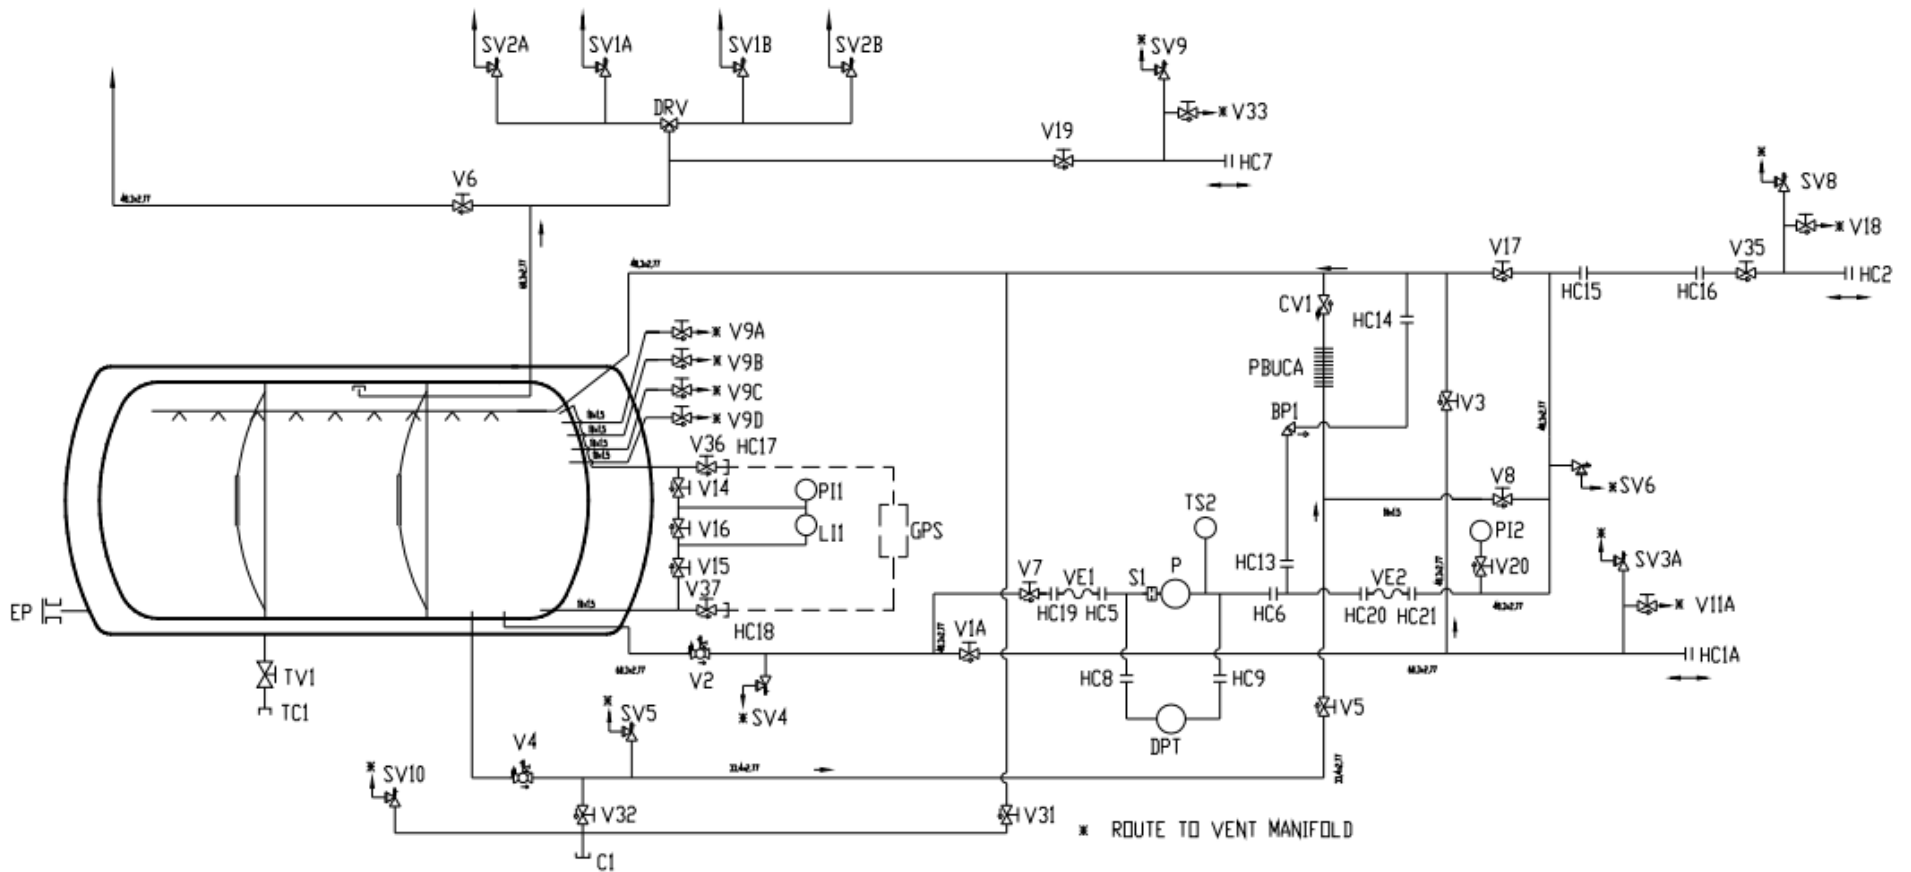 SV2A
SV1A
SV1B
SV2B
SV9
DRV
V33
V19
HC7
V6
SV8
V18
V17
V35
HC2
HC15
HC16
CV1
HC14
PBUCA
V9A
V9B
V9C
V9D
BP1
V3
V36
HC17
V14
PI1
V16
LI1
GPS
V15
V37
HC18
TS2
V8
SV6
PI2
V20
SV3A
V11A
HC13
V7
VE1
S1
P
HC19
HC5
HC6
VE2
HC20
HC21
EP
V1A
HC1A
V2
SV4
HC8
HC9
DPT
V5
TV1
TC1
SV5
V4
SV10
V32
V31
C1
* ROUTE TO VENT MANIFOLD